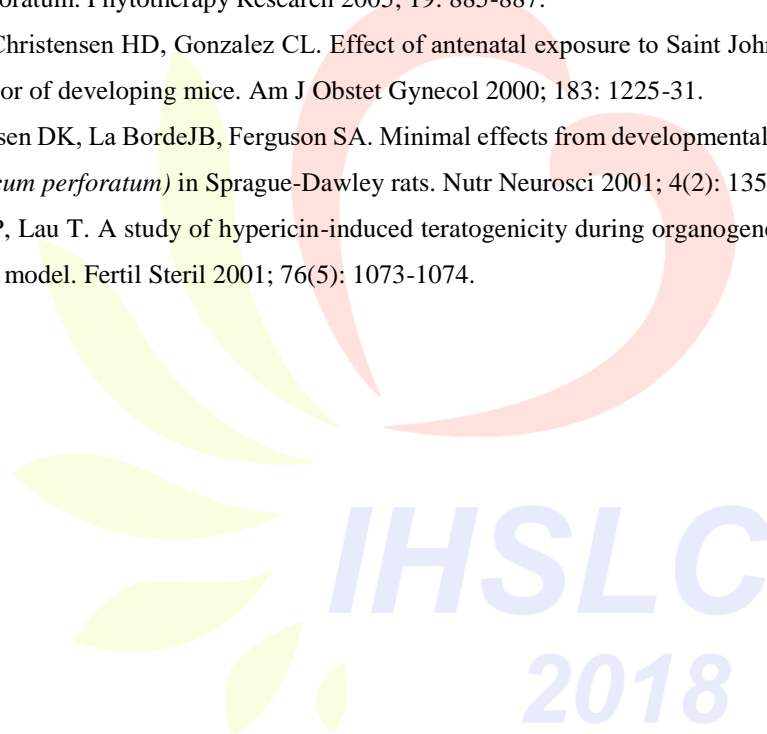 oratum. Phytotherapy Research 2005; 19: 885-887.
Christensen HD, Gonzalez CL. Effect of antenatal exposure to Saint John
or of developing mice. Am J Obstet Gynecol 2000; 183: 1225-31.
sen DK, La BordeJB, Ferguson SA. Minimal effects from developmental
cum perforatum) in Sprague-Dawley rats. Nutr Neurosci 2001; 4(2): 135
P, Lau T. A study of hypericin-induced teratogenicity during organogene
model. Fertil Steril 2001; 76(5): 1073-1074.
IHSLC
2018